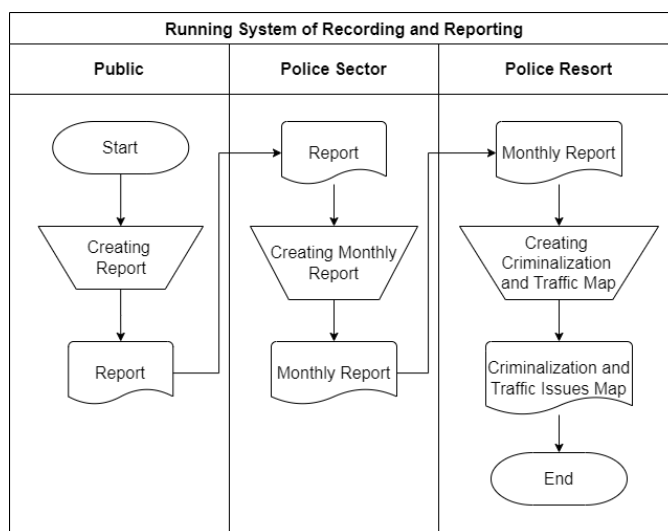 Running System of Recording and Reporting
Public
Police Sector
Police Resort
Start
Creating
Report
Report
Report
Creating Monthly
Report
Monthly Report
Monthly Report
Creating
Criminalization
and Traffic Map
Criminalization and
Traffic Issues Map
End